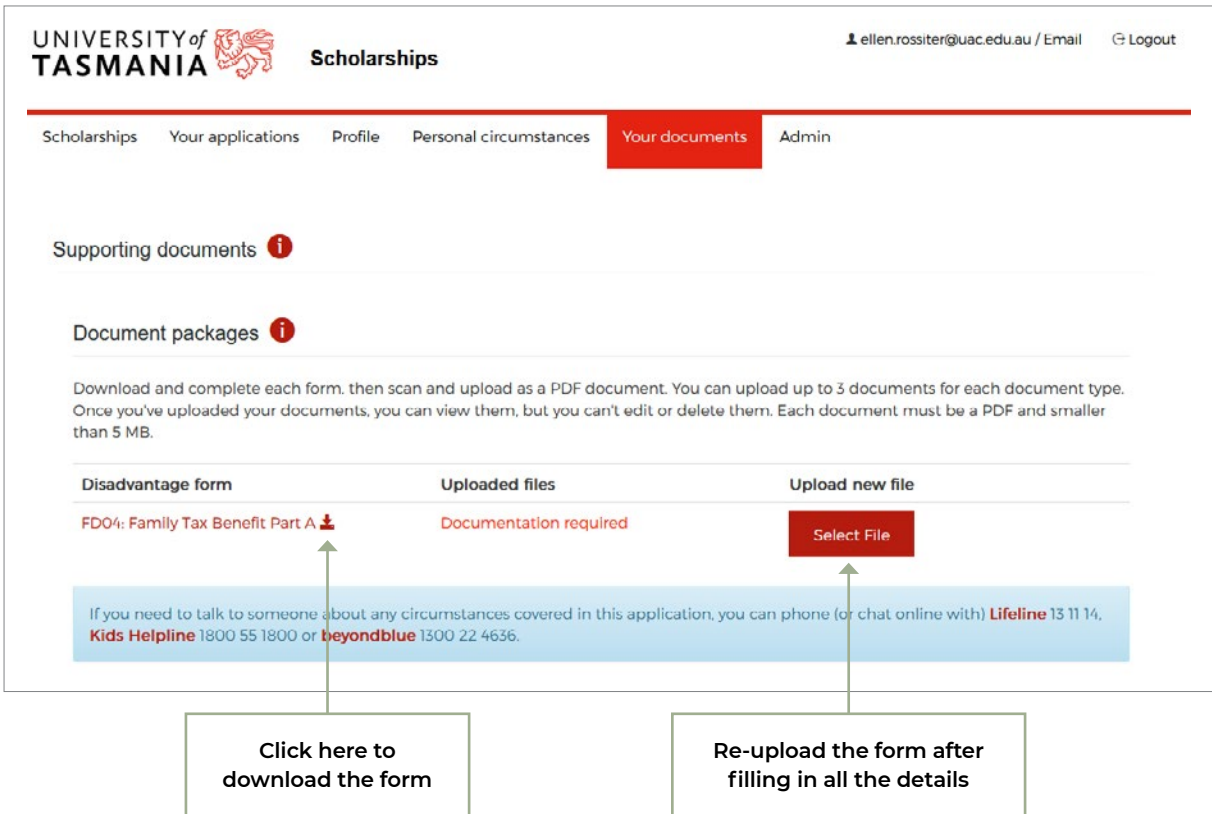 UNIVERSITY of
TASMANIA
Scholarships
ellen.rossiter@uac.edu.au / Email
Logout
Scholarships Your applications Profile Personal circumstances Your documents Admin
Supporting documents i
Document packages i
Download and complete each form. then scan and upload as a PDF document. You can upload up to 3 documents for each document type.
Once you've uploaded your documents, you can view them, but you can't edit or delete them. Each document must be a PDF and smaller
than 5 MB.
Disadvantage form Uploaded files Upload new file
FD04: Family Tax Benefit Part A Documentation required Select File
If you need to talk to someone about any circumstances covered in this application, you can phone (or chat online with) Lifeline 13 11 14,
Kids Helpline 1800 55 1800 or beyondblue 1300 22 4636.
Click here to
download the form
Re-upload the form after
filling in all the details